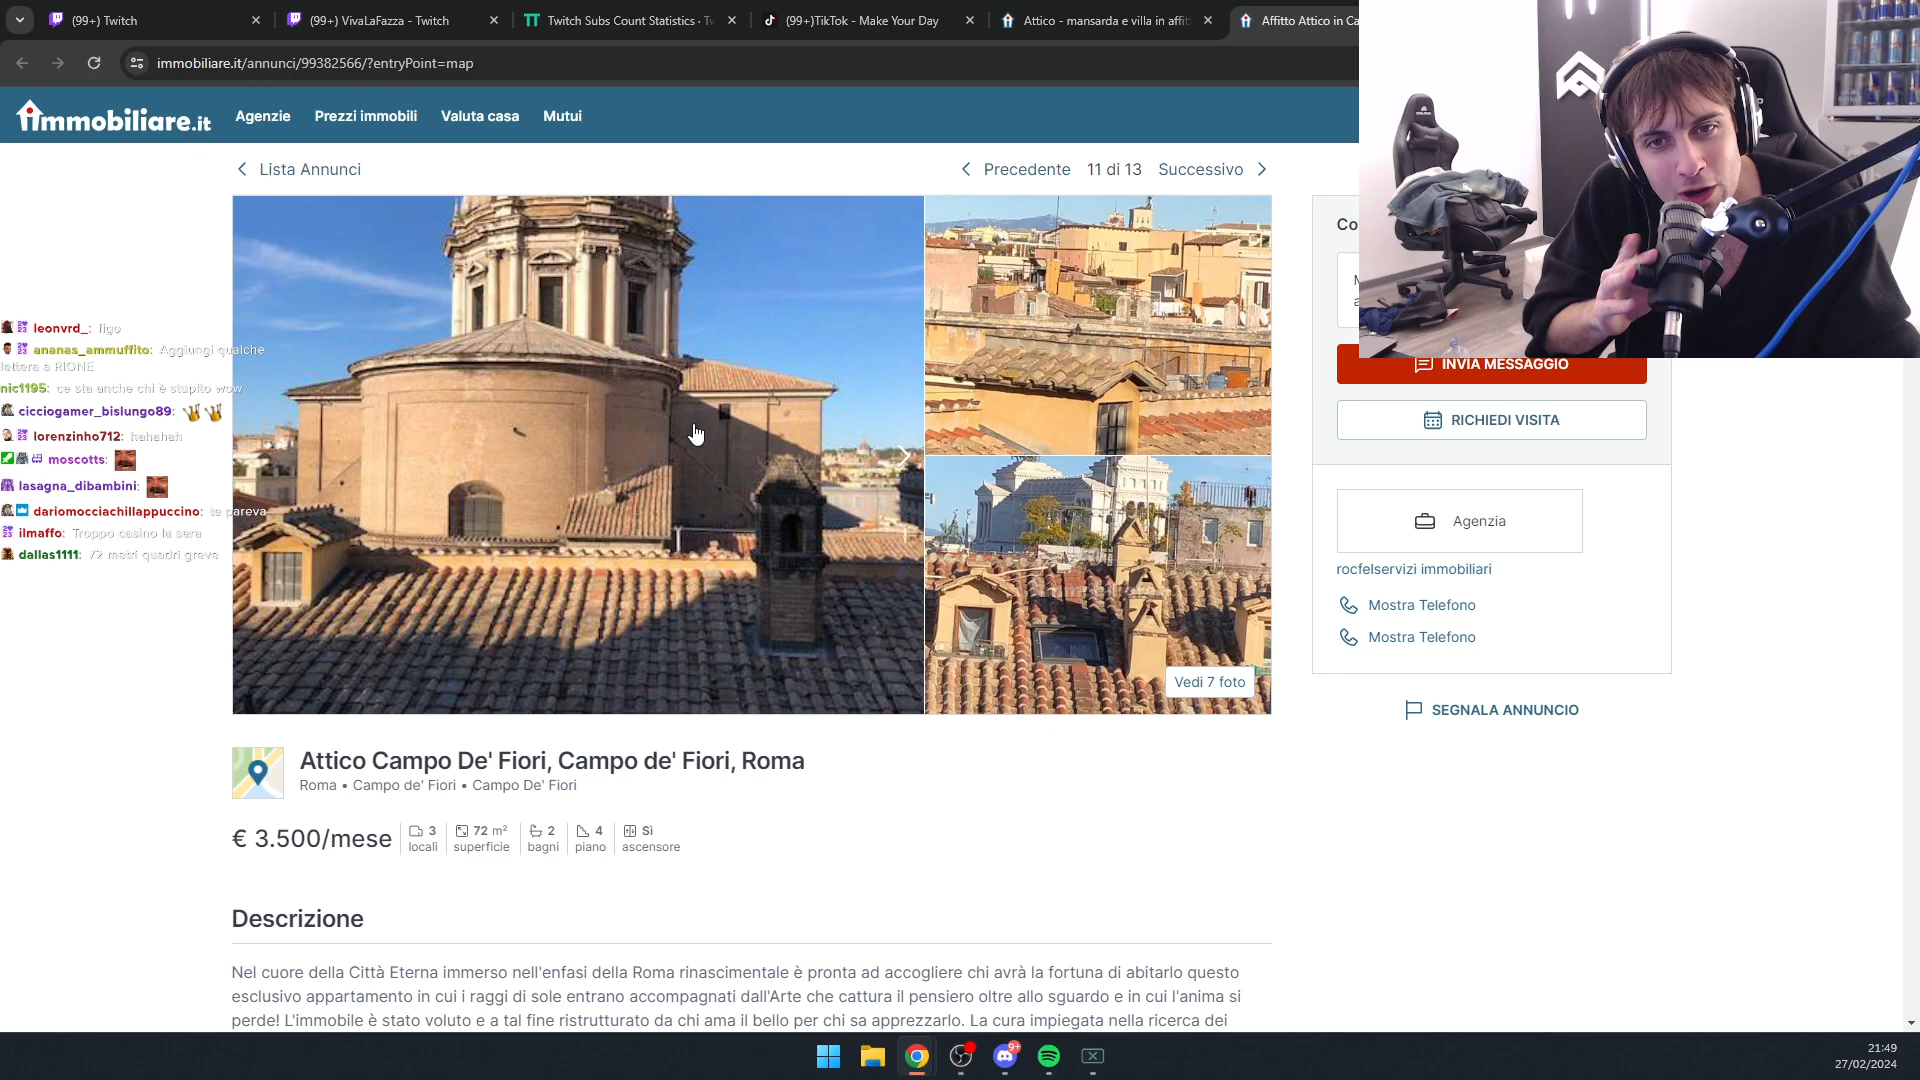 (99+) Twitch
(99+) VivaLaFazza - Twitch
Twitch Subs Count Statistics
(99+)TikTok - Make Your Day
Attico - mansarda e villa in affit
Affitto Attico in Ca
immobiliare.it/annunci/99382566/?entryPoint=map
immobiliare.it
Agenzie
Prezzi immobili
Valuta casa
Mutui
Lista Annunci
Precedente
11 di 13
Successivo
Co
INVIA MESSAGGIO
RICHIEDI VISITA
Agenzia
rocfelservizi immobiliari
Mostra Telefono
Mostra Telefono
SEGNALA ANNUNCIO
leonvrd_: figo
ananas_ammuffito: Aggiungi qualche
lettera a RIONE
nic1195: ce sta anche chi è stupito wow
cicciogamer_bislungo89:
lorenzinho712: hahahah
moscotts:
lasagna_dibambini:
dariomocciachillappuccino: te pareva
ilmaffo: Troppo casino la sera
dallas1111: 72 metri quadri greve
Vedi 7 foto
Attico Campo De' Fiori, Campo de' Fiori, Roma
Roma • Campo de' Fiori • Campo De' Fiori
€ 3.500/mese
3
locali
72 m²
superficie
2
bagni
4
piano
Sì
ascensore
Descrizione
Nel cuore della Città Eterna immerso nell'enfasi della Roma rinascimentale è pronta ad accogliere chi avrà la fortuna di abitarlo questo
esclusivo appartamento in cui i raggi di sole entrano accompagnati dall'Arte che cattura il pensiero oltre allo sguardo e in cui l'anima si
perde! L'immobile è stato voluto e a tal fine ristrutturato da chi ama il bello per chi sa apprezzarlo. La cura impiegata nella ricerca dei
9+
21:49
27/02/2024